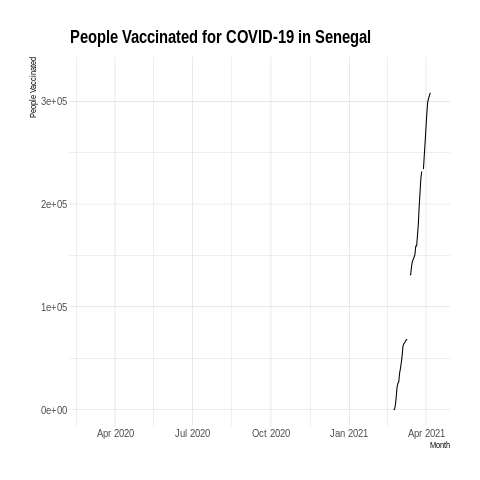 People Vaccinated for COVID-19 in Senegal
People Vaccinated
3e+05
2e+05
1e+05
0e+00
Apr 2020 Jul 2020 Oct 2020 Jan 2021 Apr 2021
Month